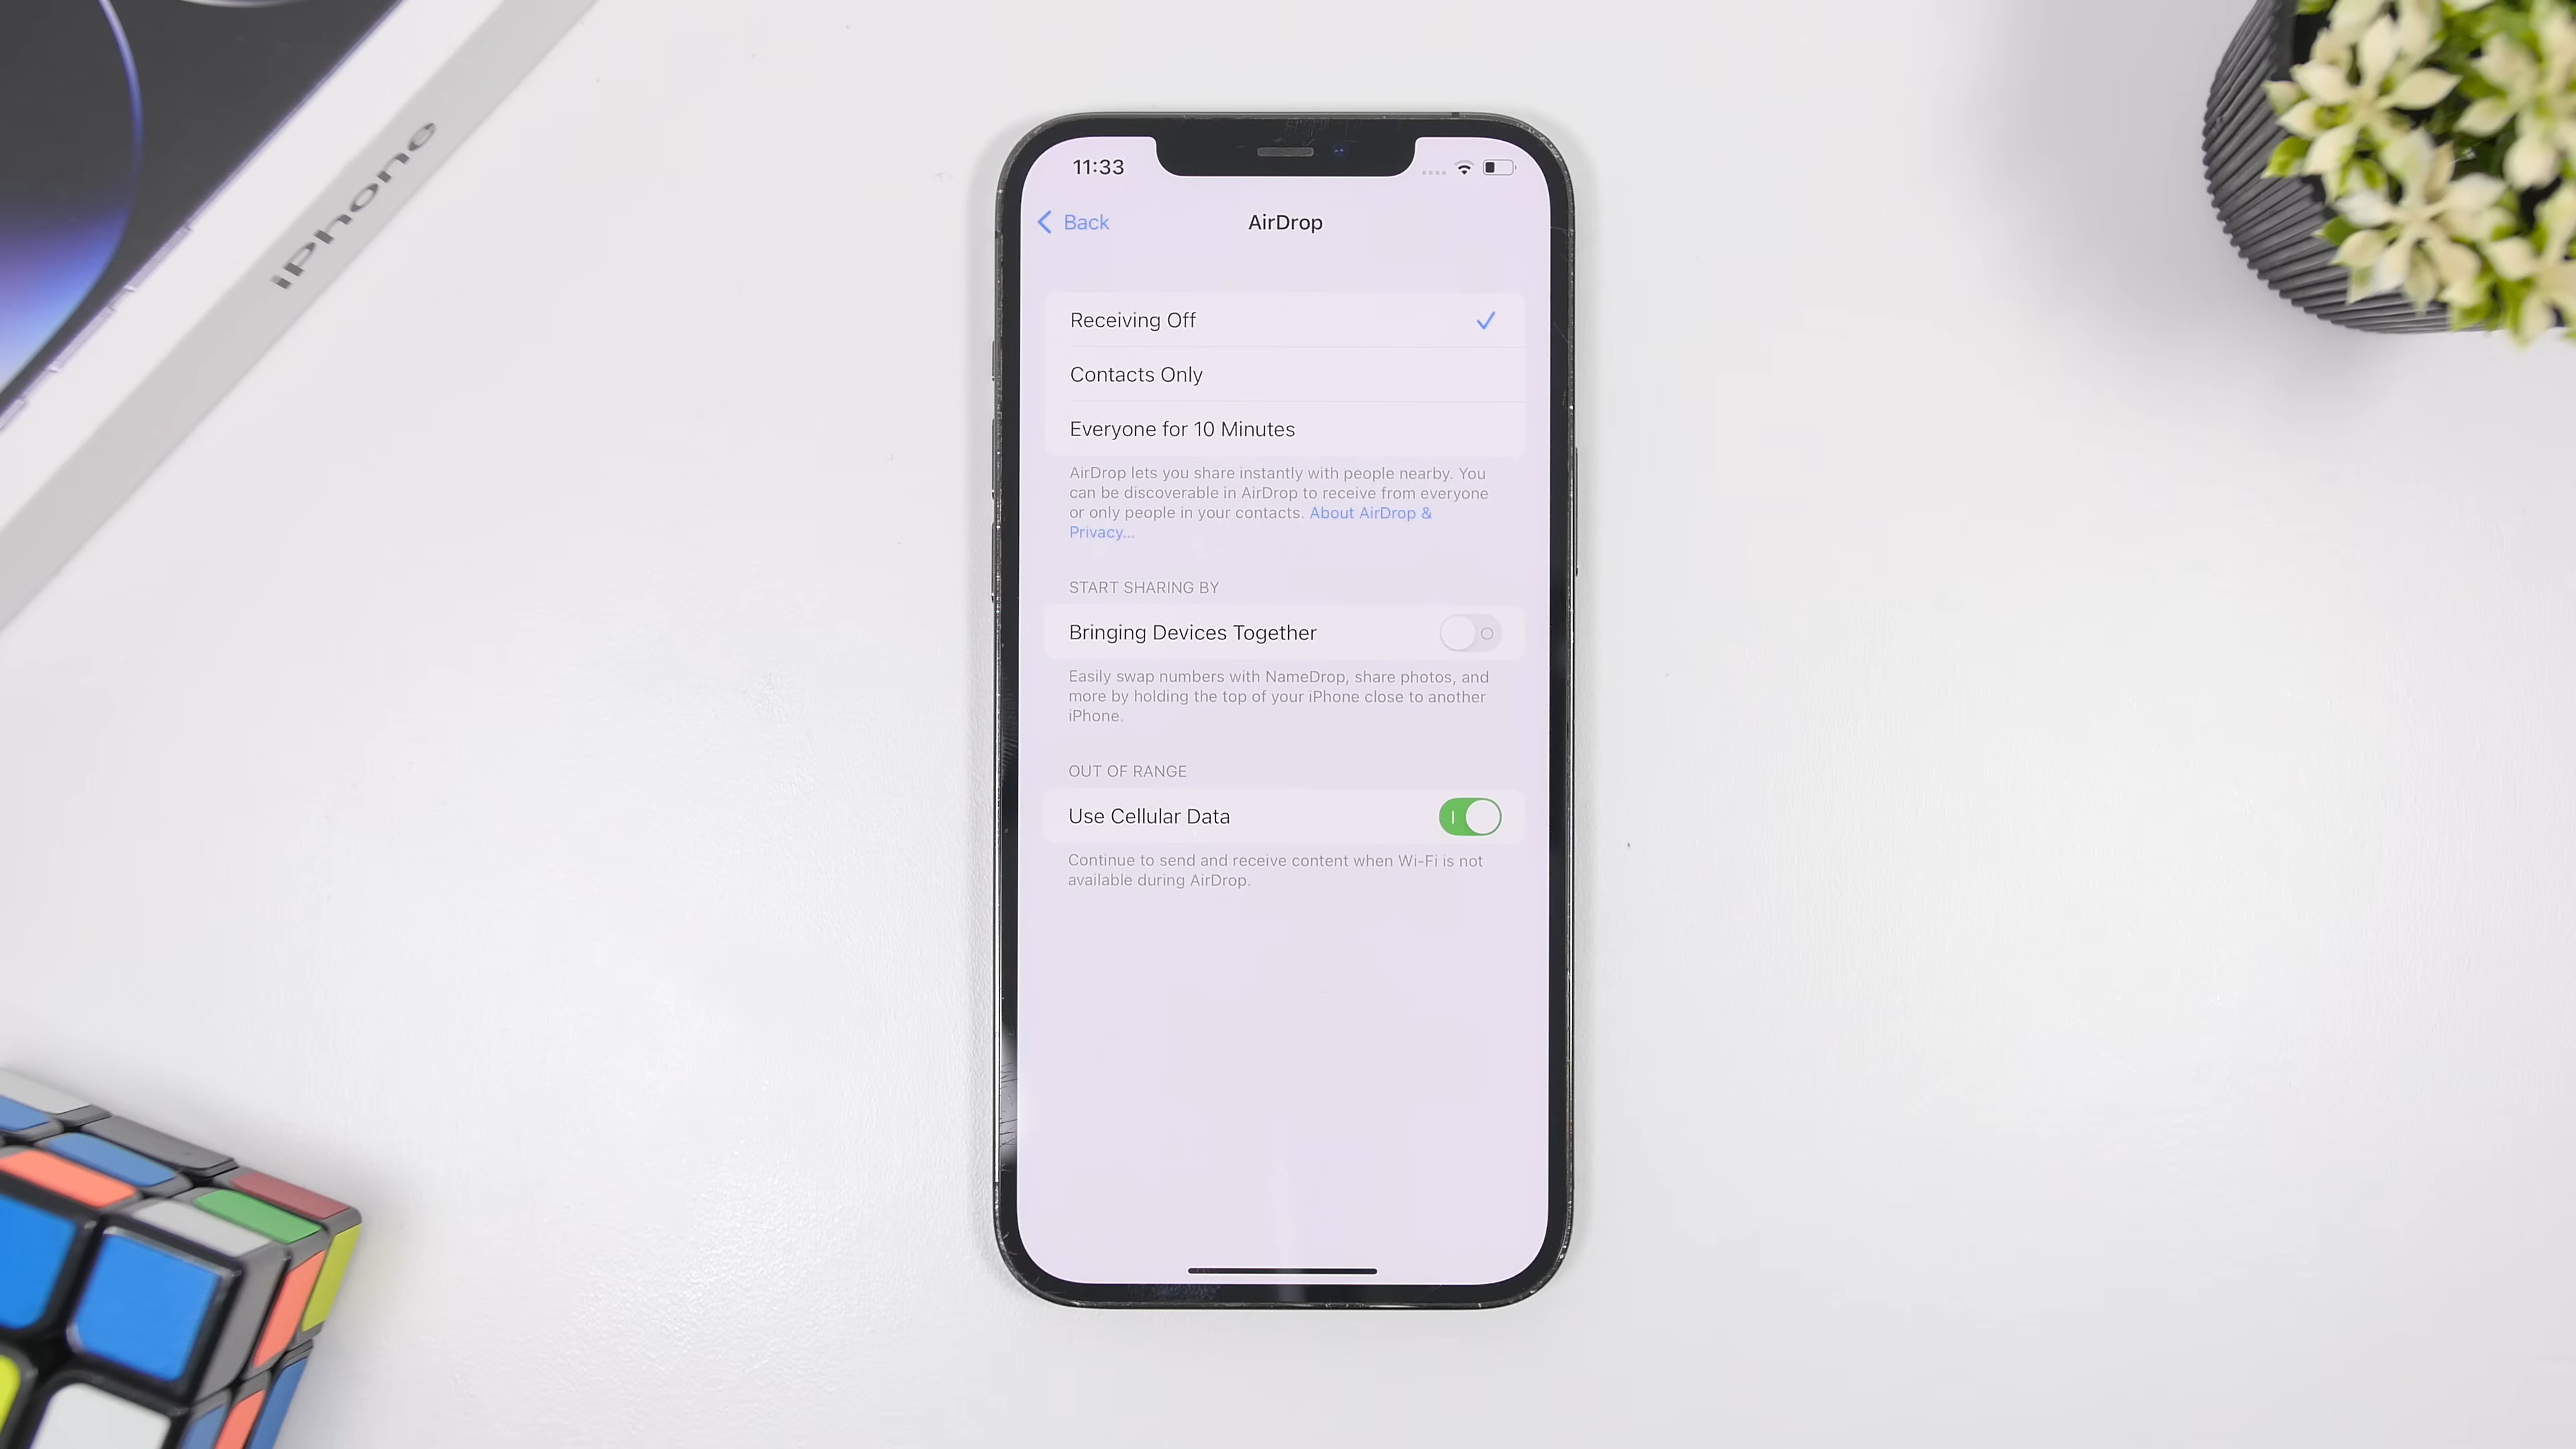 iPhone
11:33
Back
AirDrop
Receiving Off
Contacts Only
Everyone for 10 Minutes
AirDrop lets you share instantly with people nearby. You
can be discoverable in AirDrop to receive from everyone
or only people in your contacts. About AirDrop &
Privacy...
START SHARING BY
Bringing Devices Together
Easily swap numbers with NameDrop, share photos, and
more by holding the top of your iPhone close to another
iPhone.
OUT OF RANGE
Use Cellular Data
Continue to send and receive content when Wi-Fi is not
available during AirDrop.